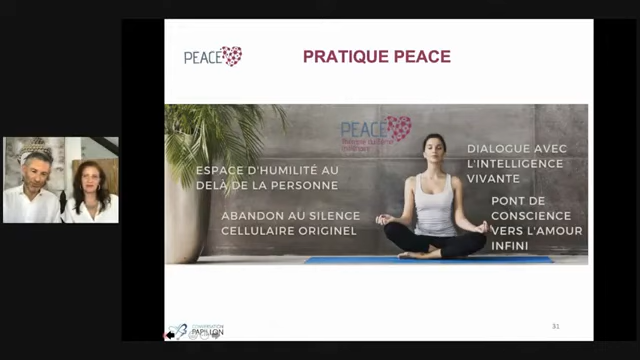 PEACE
PRATIQUE PEACE
PEACE
ESPACE D'HUMILITÉ AU
DELÀ DE LA PERSONNE
ABANDON AU SILENCE
CELLULAIRE ORIGINEL
DIALOGUE AVEC
L'INTELLIGENCE
VIVANTE
PONT DE
CONSCIENCE
VERS L'AMOUR
INFINI
PAPILLON
31